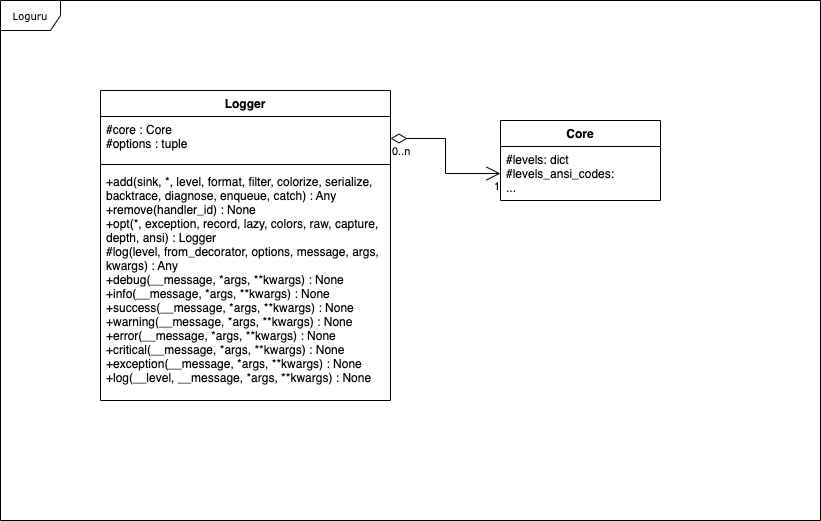 Loguru
Logger
#core : Core
#options : tuple
+add(sink, *, level, format, filter, colorize, serialize,
backtrace, diagnose, enqueue, catch) : Any
+remove(handler_id) : None
+opt(*, exception, record, lazy, colors, raw, capture,
depth, ansi) : Logger
#log(level, from_decorator, options, message, args,
kwargs) : Any
+debug(__message, *args, **kwargs) : None
+info(__message, *args, **kwargs) : None
+success(__message, *args, **kwargs) : None
+warning(__message, *args, **kwargs) : None
+error(__message, *args, **kwargs) : None
+critical(__message, *args, **kwargs) : None
+exception(__message, *args, **kwargs) : None
+log(__level, __message, *args, **kwargs) : None
0..n
1
Core
#levels: dict
#levels_ansi_codes:
...